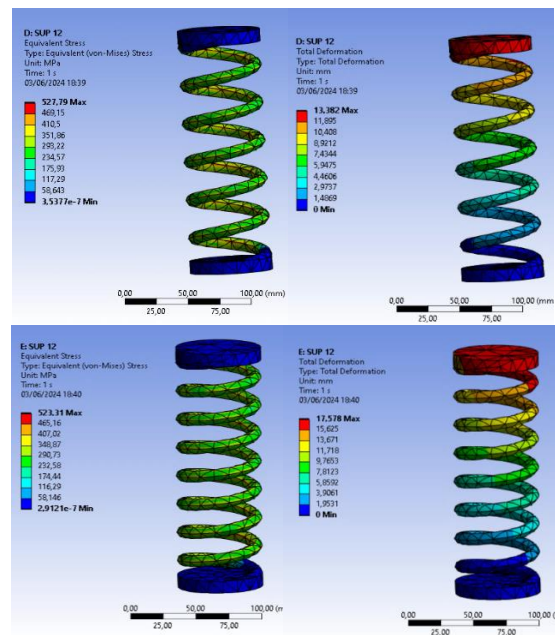 D: SUP 12
Equivalent Stress
Type: Equivalent (von-Mises) Stress
Unit: MPa
Time: 1 s
03/06/2024 18:39
527,79 Max
469,15
410,5
351,86
293,22
234,57
175,93
117,29
58,643
3,5377e-7 Min
0,00 50,00 100,00 (mm)
25,00 75,00
D: SUP 12
Total Deformation
Type: Total Deformation
Unit: mm
Time: 1 s
03/06/2024 18:39
13,382 Max
11,895
10,408
8,9212
7,4344
5,9475
4,4606
2,9737
1,4869
0 Min
0,00 50,00 100,00 (mm)
25,00 75,00
E: SUP 12
Equivalent Stress
Type: Equivalent (von-Mises) Stress
Unit: MPa
Time: 1 s
03/06/2024 18:40
523,31 Max
465,16
407,02
348,87
290,73
232,58
174,44
116,29
58,146
2,9121e-7 Min
0,00 50,00 100,00 (m
25,00 75,00
E: SUP 12
Total Deformation
Type: Total Deformation
Unit: mm
Time: 1 s
03/06/2024 18:40
17,578 Max
15,625
13,671
11,718
9,7653
7,8123
5,8592
3,9061
1,9531
0 Min
0,00 50,00 100,00 (m
25,00 75,00